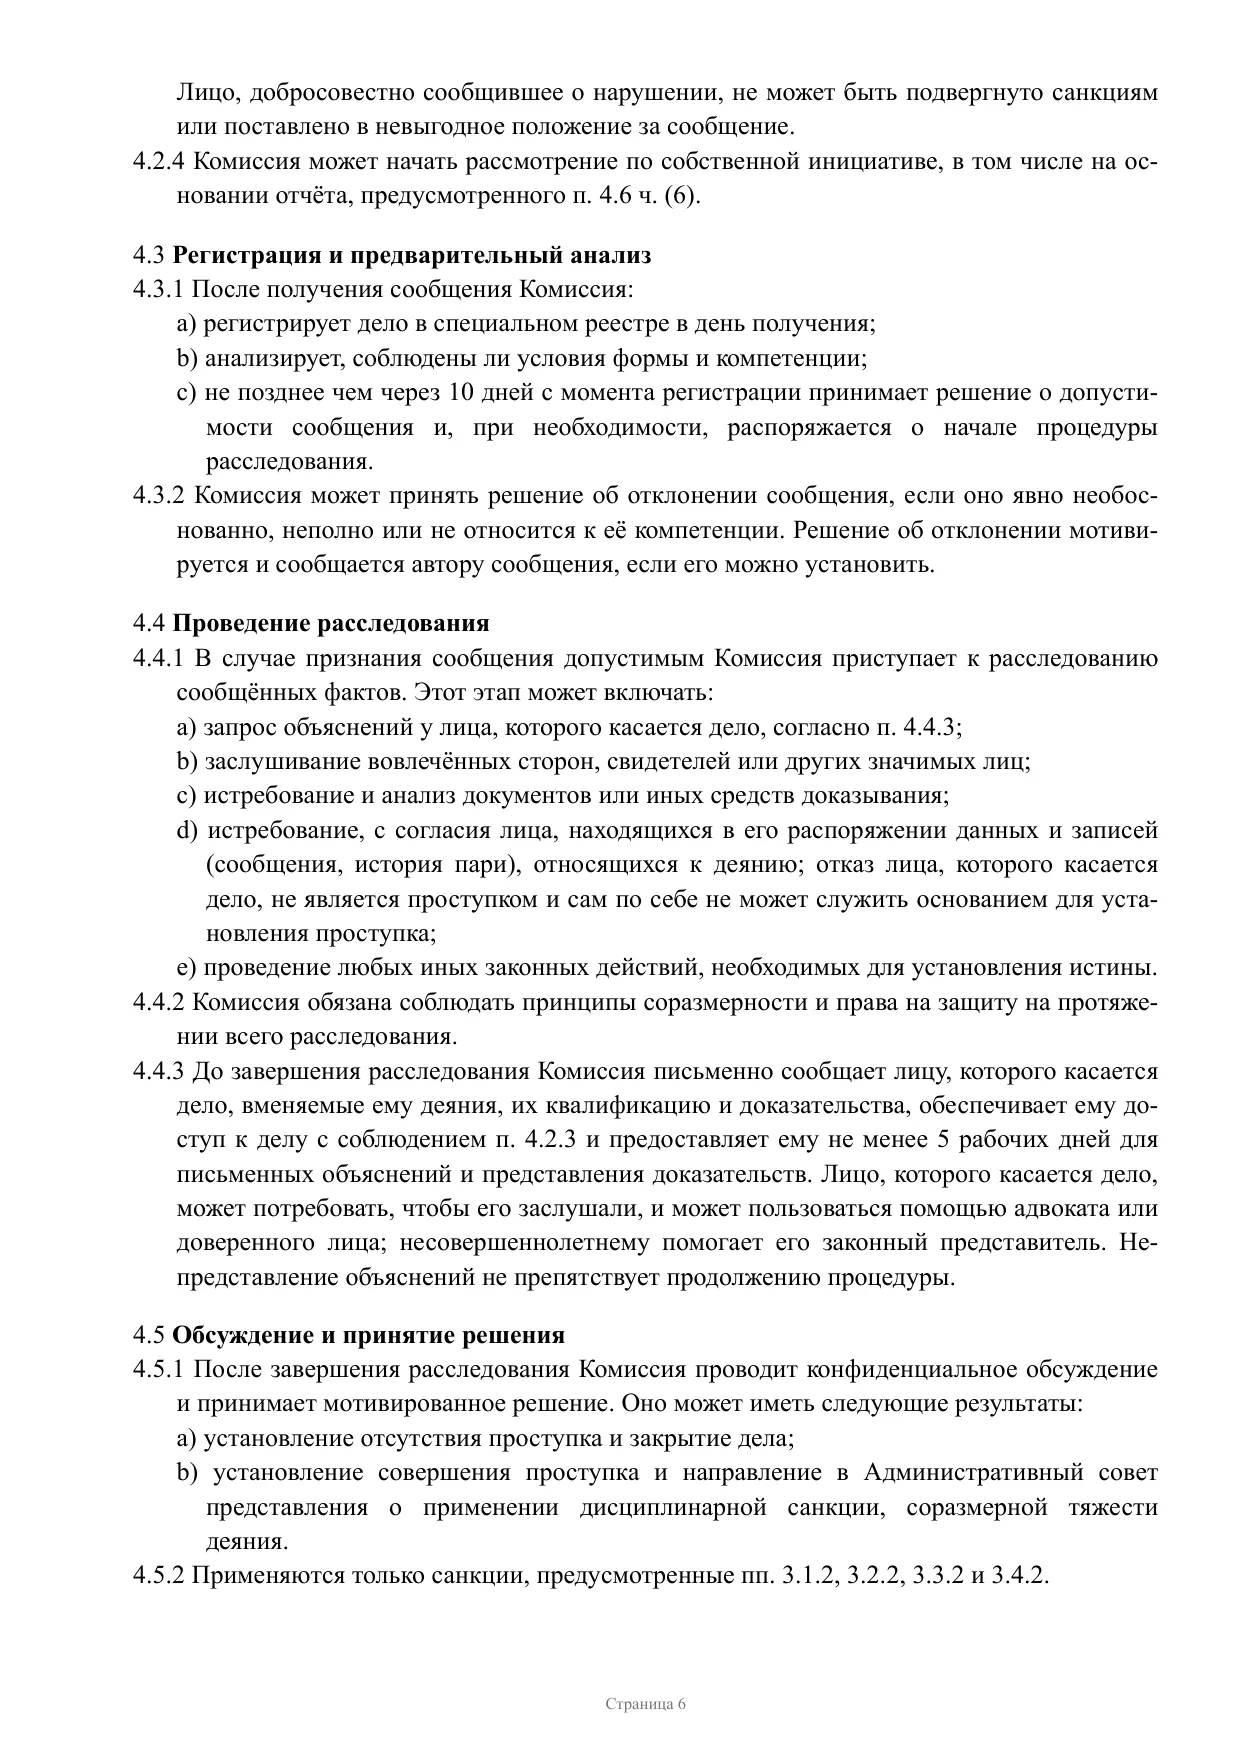 Лицо, добросовестно сообщившее о нарушении, не может быть подвергнуто санкциям
или поставлено в невыгодное положение за сообщение.
4.2.4 Комиссия может начать рассмотрение по собственной инициативе, в том числе на ос-
новании отчёта, предусмотренного п. 4.6 ч. (6).
4.3 Регистрация и предварительный анализ
4.3.1 После получения сообщения Комиссия:
a) регистрирует дело в специальном реестре в день получения;
b) анализирует, соблюдены ли условия формы и компетенции;
c) не позднее чем через 10 дней с момента регистрации принимает решение о допусти-
мости сообщения и, при необходимости, распоряжается о начале процедуры
расследования.
4.3.2 Комиссия может принять решение об отклонении сообщения, если оно явно необос-
нованно, неполно или не относится к её компетенции. Решение об отклонении мотиви-
руется и сообщается автору сообщения, если его можно установить.
4.4 Проведение расследования
4.4.1 В случае признания сообщения допустимым Комиссия приступает к расследованию
сообщённых фактов. Этот этап может включать:
a) запрос объяснений у лица, которого касается дело, согласно п. 4.4.3;
b) заслушивание вовлечённых сторон, свидетелей или других значимых лиц;
c) истребование и анализ документов или иных средств доказывания;
d) истребование, с согласия лица, находящихся в его распоряжении данных и записей
(сообщения, история пари), относящихся к деянию; отказ лица, которого касается
дело, не является проступком и сам по себе не может служить основанием для уста-
новления проступка;
e) проведение любых иных законных действий, необходимых для установления истины.
4.4.2 Комиссия обязана соблюдать принципы соразмерности и права на защиту на протяже-
нии всего расследования.
4.4.3 До завершения расследования Комиссия письменно сообщает лицу, которого касается
дело, вменяемые ему деяния, их квалификацию и доказательства, обеспечивает ему до-
ступ к делу с соблюдением п. 4.2.3 и предоставляет ему не менее 5 рабочих дней для
письменных объяснений и представления доказательств. Лицо, которого касается дело,
может потребовать, чтобы его заслушали, и может пользоваться помощью адвоката или
доверенного лица; несовершеннолетнему помогает его законный представитель. Не-
представление объяснений не препятствует продолжению процедуры.
4.5 Обсуждение и принятие решения
4.5.1 После завершения расследования Комиссия проводит конфиденциальное обсуждение
и принимает мотивированное решение. Оно может иметь следующие результаты:
a) установление отсутствия проступка и закрытие дела;
b) установление совершения проступка и направление в Административный совет
представления о применении дисциплинарной санкции, соразмерной тяжести
деяния.
4.5.2 Применяются только санкции, предусмотренные пп. 3.1.2, 3.2.2, 3.3.2 и 3.4.2.
Страница 6